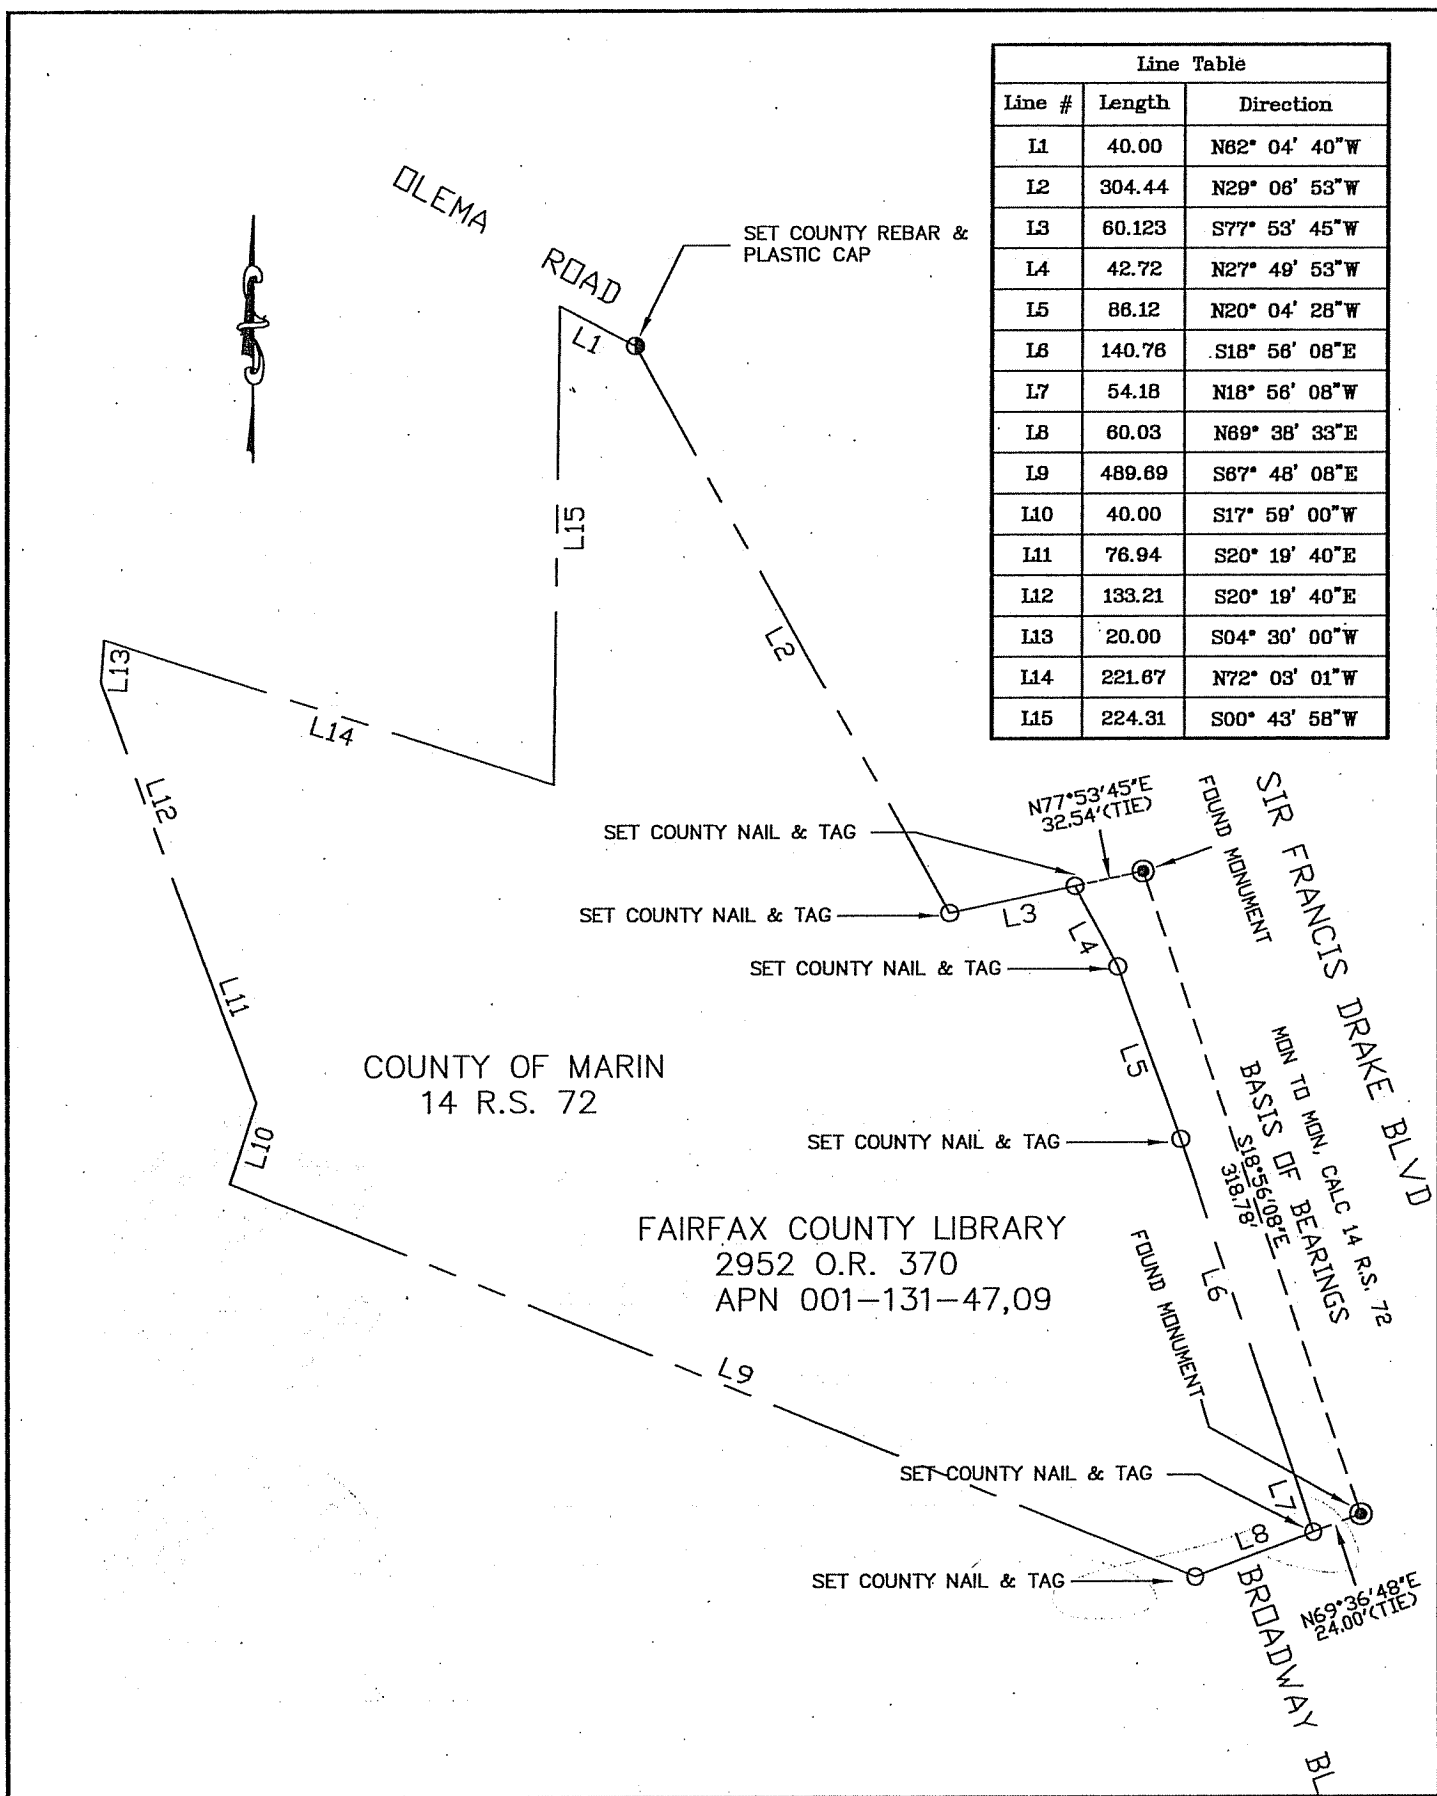 Line Table
Line # Length Direction
L1 40.00 N62° 04' 40"W
L2 304.44 N29° 06' 53"W
L3 60.123 S77° 53' 45"W
L4 42.72 N27° 49' 53"W
L5 86.12 N20° 04' 28"W
L6 140.76 S18° 56' 08"E
L7 54.18 N18° 56' 08"W
L8 60.03 N69° 38' 33"E
L9 489.69 S67° 48' 08"E
L10 40.00 S17° 59' 00"W
L11 76.94 S20° 19' 40"E
L12 133.21 S20° 19' 40"E
L13 20.00 S04° 30' 00"W
L14 221.67 N72° 03' 01"W
L15 224.31 S00° 43' 58"W
OLEMA
ROAD
SET COUNTY REBAR &
PLASTIC CAP
L1
L15
L2
L13
L14
L12
L11
L10
N77°53'45"E
32.54'(TIE)
FOUND MONUMENT
SIR FRANCIS DRAKE BLVD
SET COUNTY NAIL & TAG
SET COUNTY NAIL & TAG
L3
L4
SET COUNTY NAIL & TAG
L5
COUNTY OF MARIN
14 R.S. 72
SET COUNTY NAIL & TAG
MON TO MON, CALC 14 R.S. 72
BASIS OF BEARINGS
S18°56'08"E
318.78'
FAIRFAX COUNTY LIBRARY
2952 O.R. 370
APN 001-131-47,09
L6
FOUND MONUMENT
L9
SET COUNTY NAIL & TAG
L7
L8
SET COUNTY NAIL & TAG
N69°36'48"E
24.00'(TIE)
BROADWAY BL